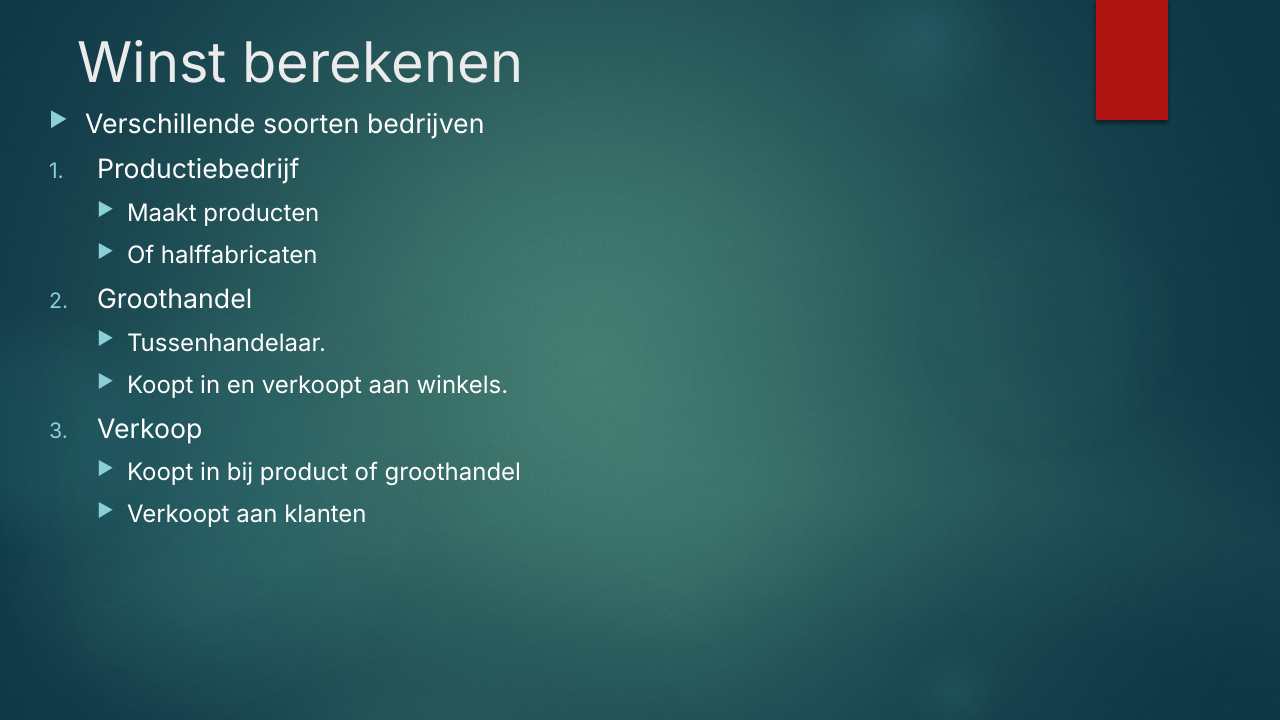 Winst berekenen
Verschillende soorten bedrijven
1. Productiebedrijf
Maakt producten
Of halffabricaten
2. Groothandel
Tussenhandelaar.
Koopt in en verkoopt aan winkels.
3. Verkoop
Koopt in bij product of groothandel
Verkoopt aan klanten